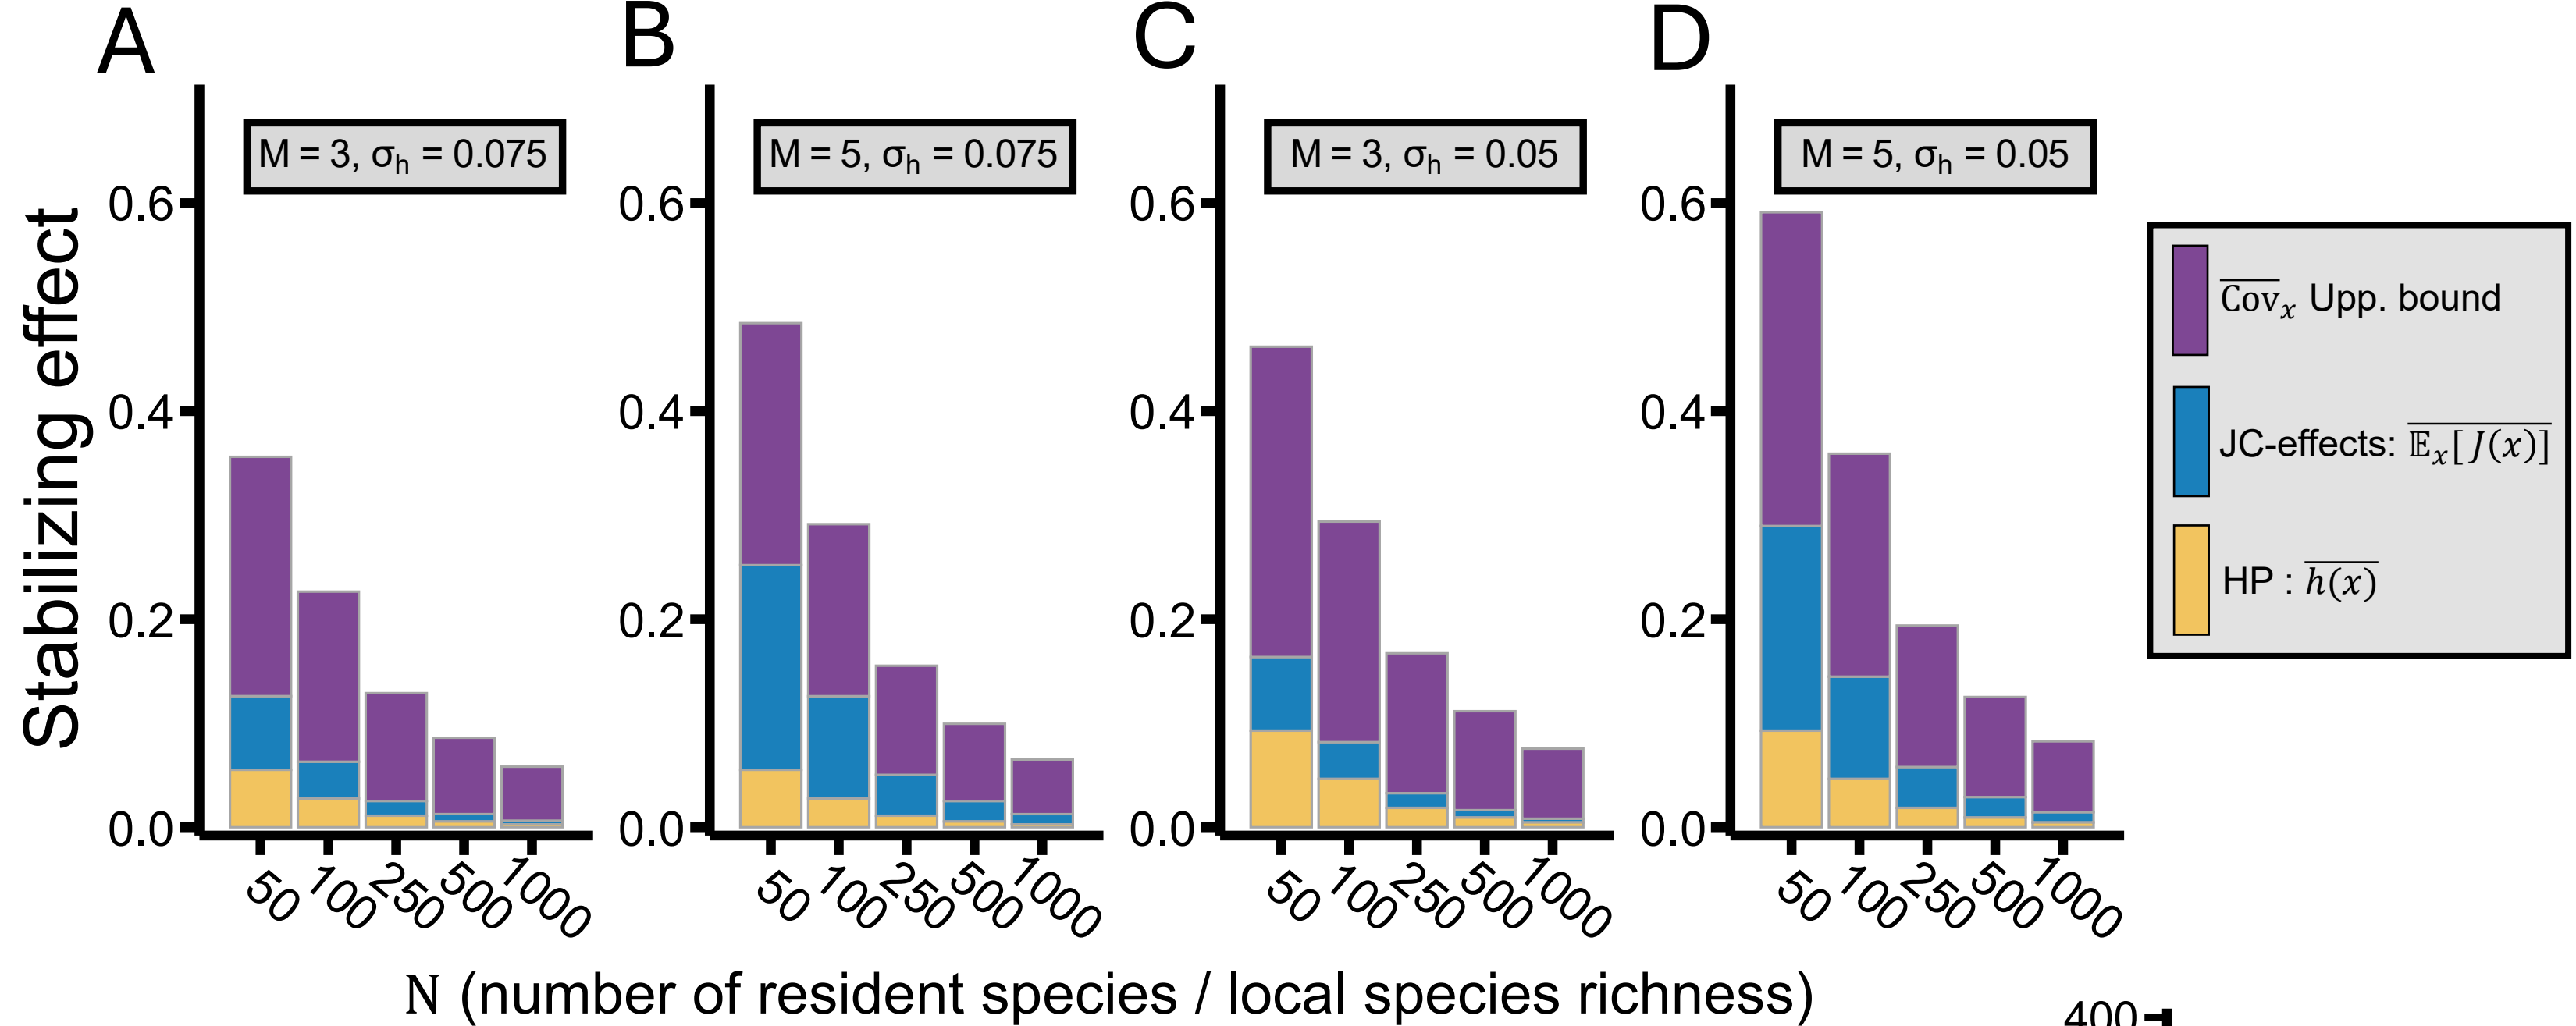 A
B
C
D
M = 3, σh = 0.075
M = 5, σh = 0.075
M = 3, σh = 0.05
M = 5, σh = 0.05
Stabilizing effect
0.6
0.4
0.2
0.0
50
100
250
500
1000
0.6
0.4
0.2
0.0
50
100
250
500
1000
0.6
0.4
0.2
0.0
50
100
250
500
1000
0.6
0.4
0.2
0.0
50
100
250
500
1000
Covₓ Upp. bound
JC-effects: 𝔼ₓ[J(x)]
HP : h(x)
N (number of resident species / local species richness)
400